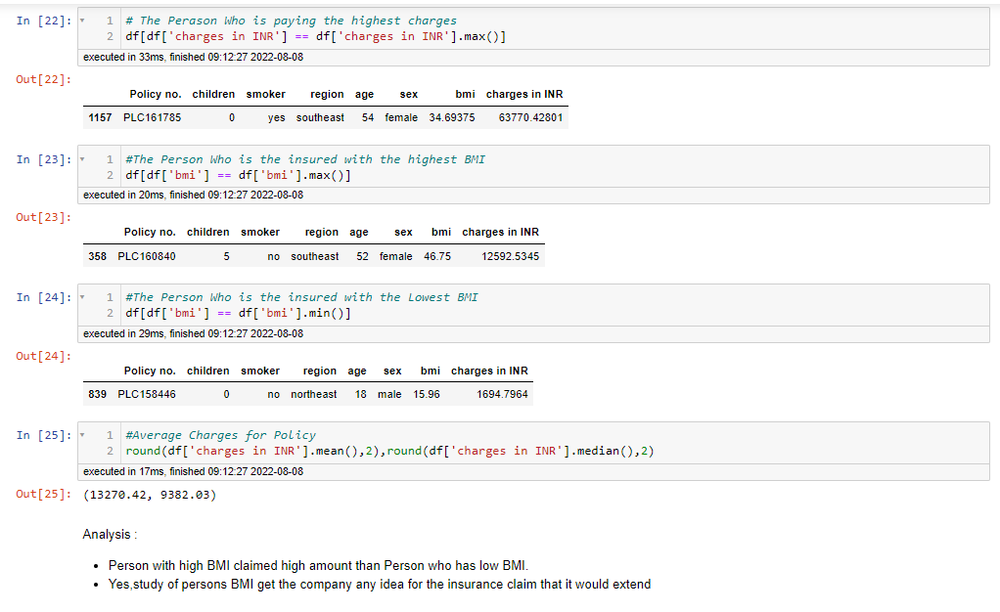 In [22]:
1 # The Perason Who is paying the highest charges
2 df[df['charges in INR'] == df['charges in INR'].max()]
executed in 33ms, finished 09:12:27 2022-08-08
Out[22]:
Policy no. children smoker region age sex bmi charges in INR
1157 PLC161785 0 yes southeast 54 female 34.69375 63770.42801
In [23]:
1 #The Person Who is the insured with the highest BMI
2 df[df['bmi'] == df['bmi'].max()]
executed in 20ms, finished 09:12:27 2022-08-08
Out[23]:
Policy no. children smoker region age sex bmi charges in INR
358 PLC160840 5 no southeast 52 female 46.75 12592.5345
In [24]:
1 #The Person Who is the insured with the Lowest BMI
2 df[df['bmi'] == df['bmi'].min()]
executed in 29ms, finished 09:12:27 2022-08-08
Out[24]:
Policy no. children smoker region age sex bmi charges in INR
839 PLC158446 0 no northeast 18 male 15.96 1694.7964
In [25]:
1 #Average Charges for Policy
2 round(df['charges in INR'].mean(),2),round(df['charges in INR'].median(),2)
executed in 17ms, finished 09:12:27 2022-08-08
Out[25]: (13270.42, 9382.03)
Analysis :
• Person with high BMI claimed high amount than Person who has low BMI.
• Yes,study of persons BMI get the company any idea for the insurance claim that it would extend